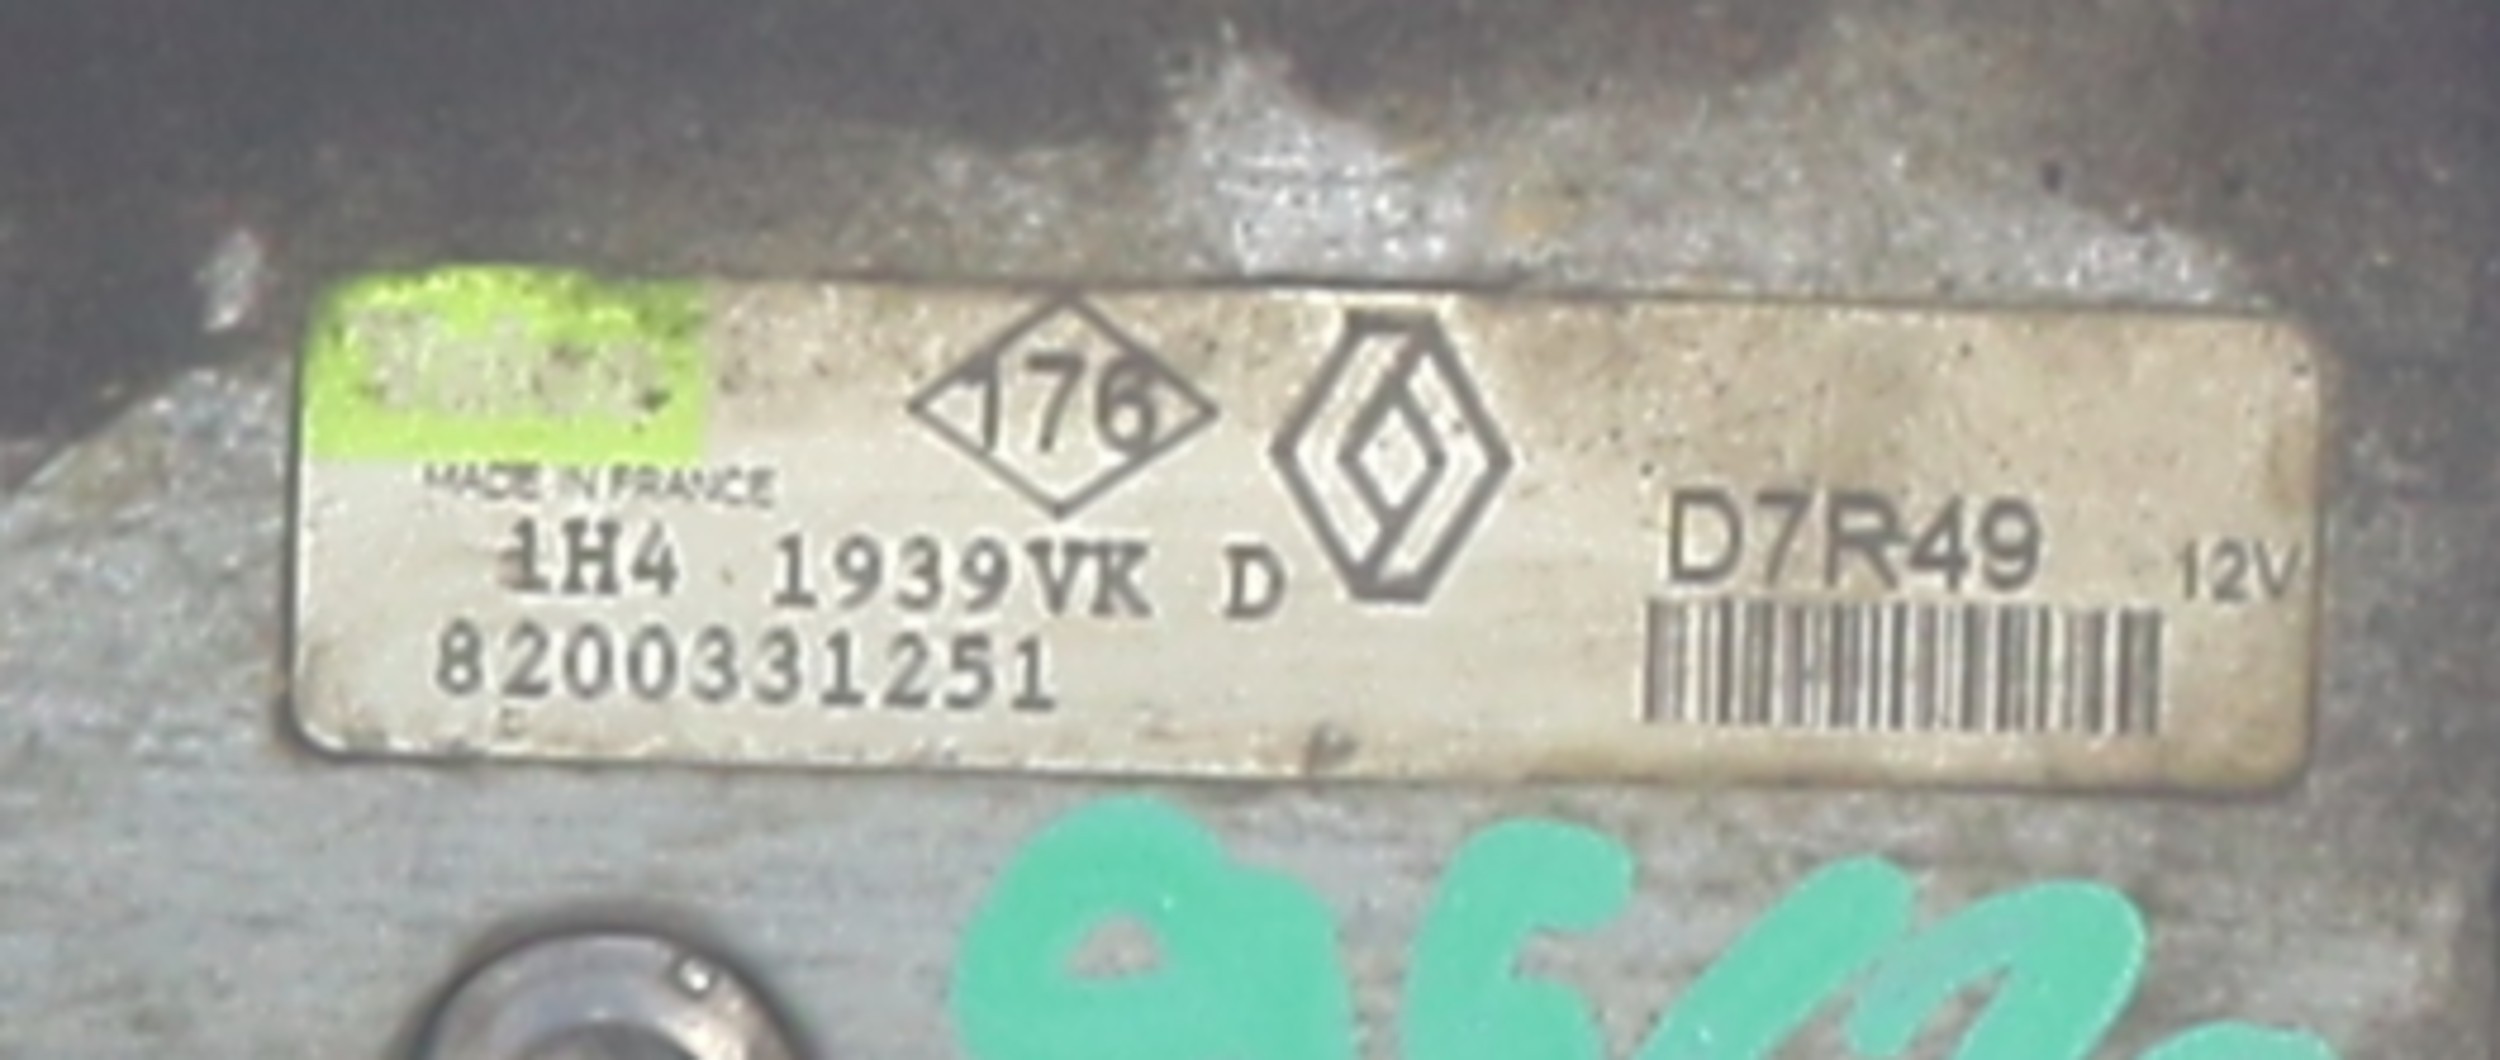 176
MADE IN FRANCE
1H4 1939VK D
8200331251
D7R49
12V